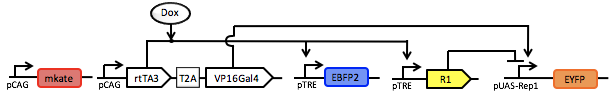 Dox
mkate rtTA3 T2A VP16Gal4 EBFP2 R1 EYFP
pCAG pCAG pTRE pTRE pUAS-Rep1